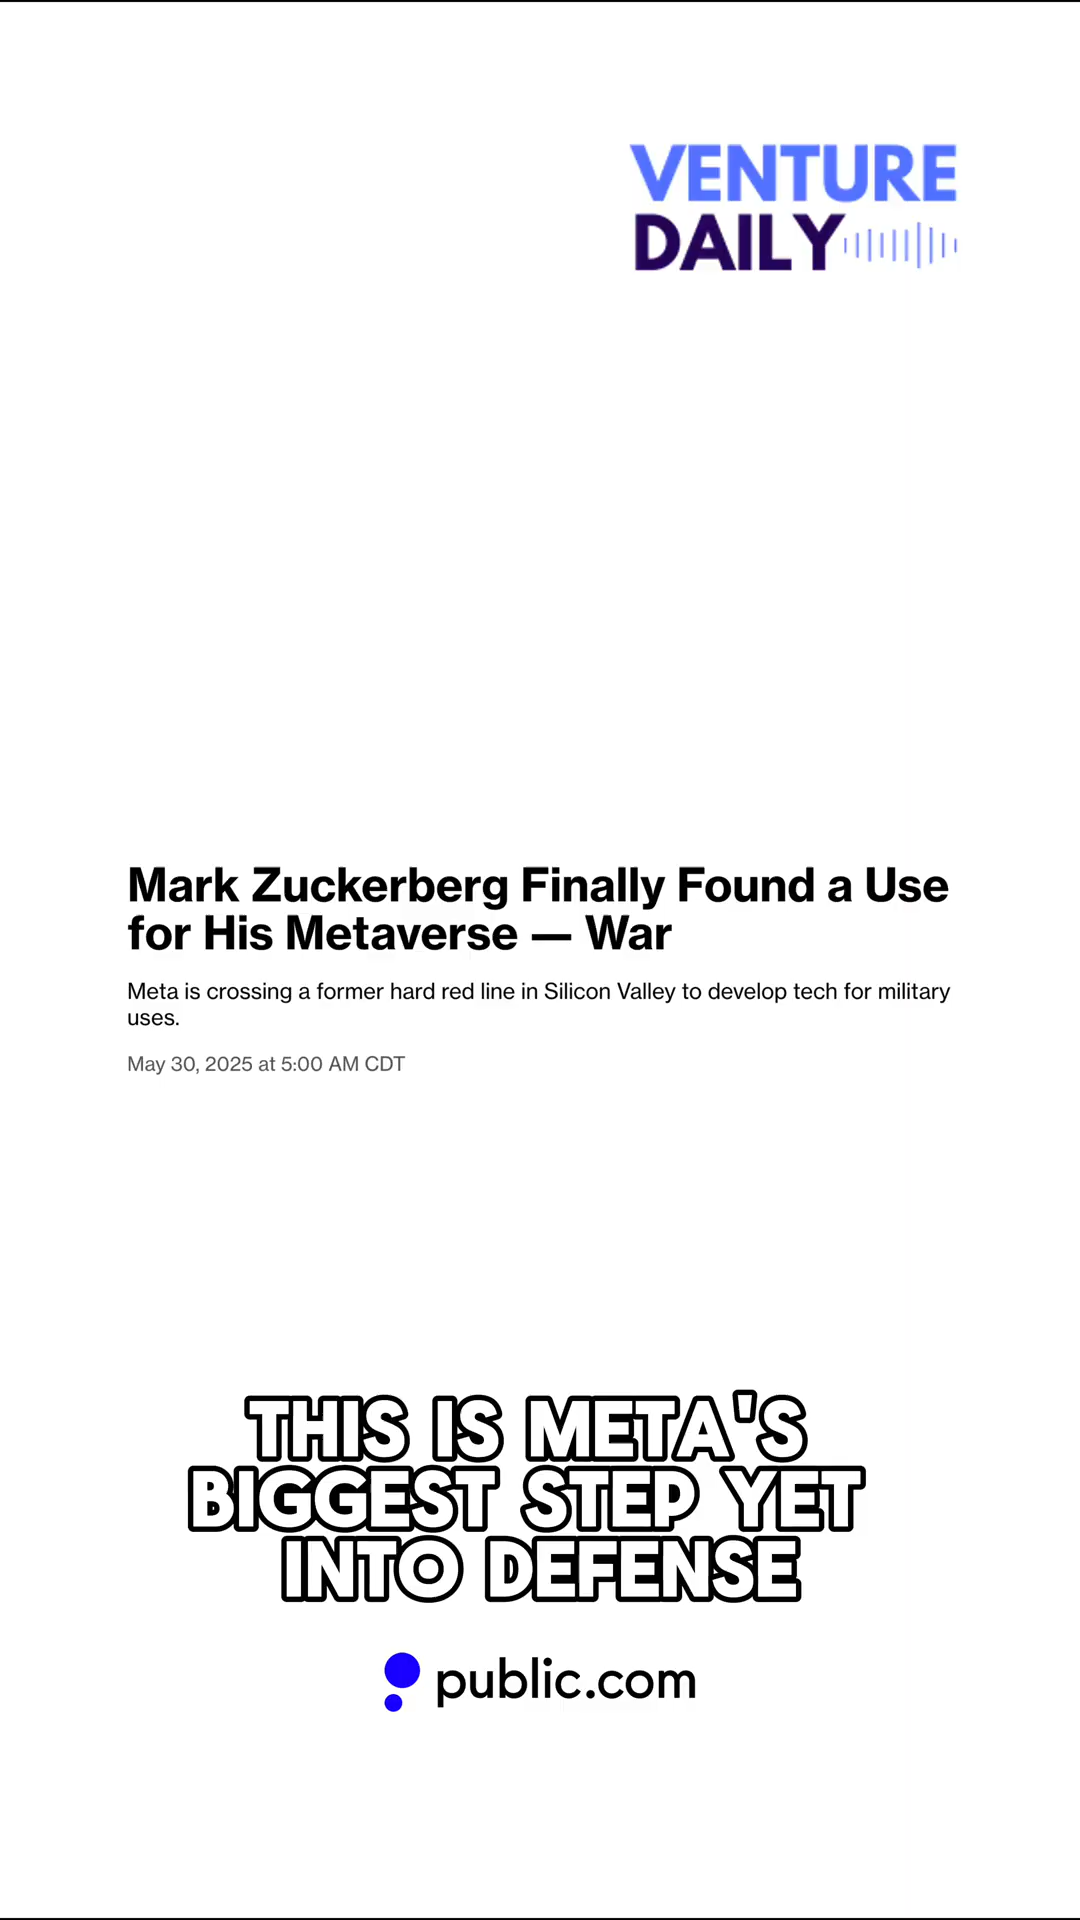 VENTURE
DAILY
Mark Zuckerberg Finally Found a Use
for His Metaverse — War
Meta is crossing a former hard red line in Silicon Valley to develop tech for military
uses.
May 30, 2025 at 5:00 AM CDT
THIS IS META'S
BIGGEST STEP YET
INTO DEFENSE
public.com